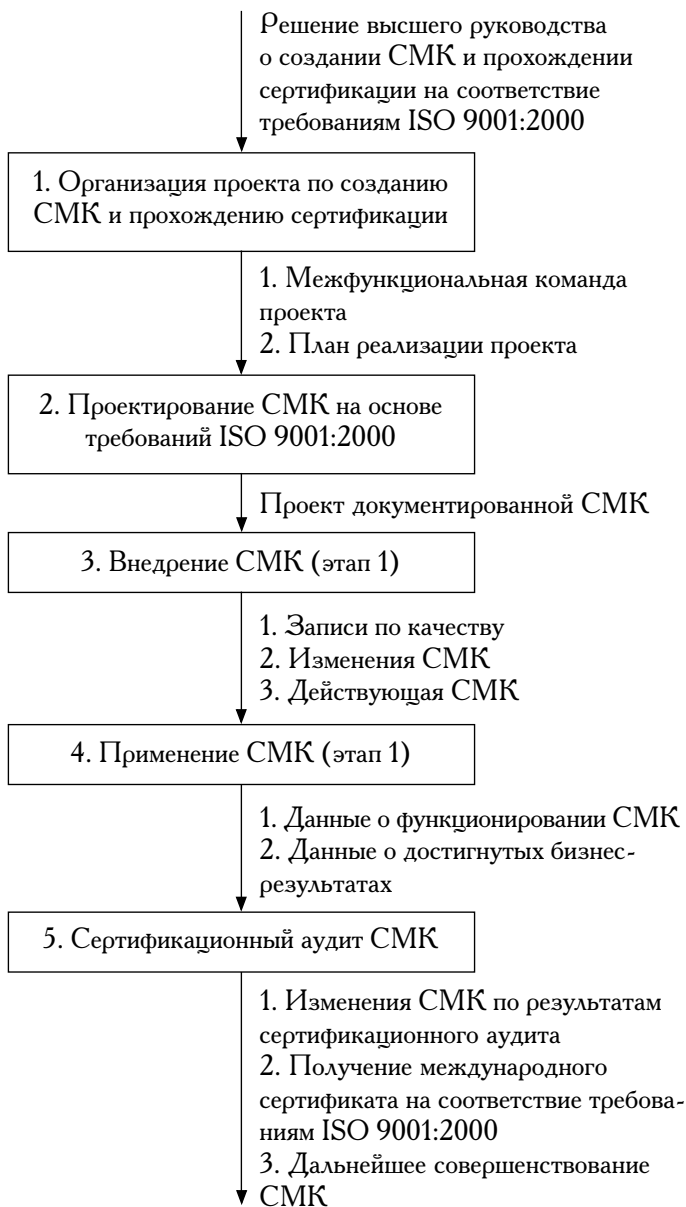 Решение высшего руководства
о создании СМК и прохождении
сертификации на соответствие
требованиям ISO 9001:2000
1. Организация проекта по созданию
СМК и прохождению сертификации
1. Межфункциональная команда
проекта
2. План реализации проекта
2. Проектирование СМК на основе
требований ISO 9001:2000
Проект документированной СМК
3. Внедрение СМК (этап 1)
1. Записи по качеству
2. Изменения СМК
3. Действующая СМК
4. Применение СМК (этап 1)
1. Данные о функционировании СМК
2. Данные о достигнутых бизнес-
результатах
5. Сертификационный аудит СМК
1. Изменения СМК по результатам
сертификационного аудита
2. Получение международного
сертификата на соответствие требова-
ниям ISO 9001:2000
3. Дальнейшее совершенствование
СМК